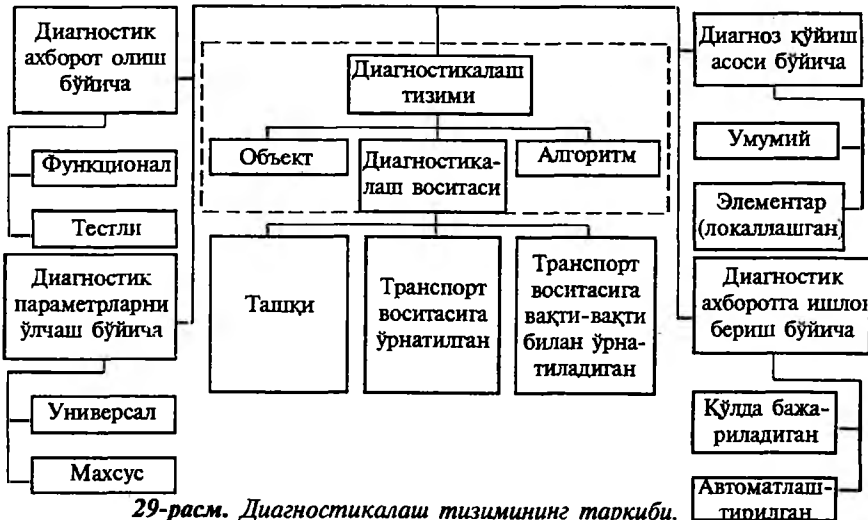 Диагностик
ахборот олиш
бўйича
Функционал
Тестли
Диагностик
параметрларни
ўлчаш бўйича
Универсал
Махсус
Диагностикалаш
тизими
Объект
Диагностика-
лаш воситаси
Алгоритм
Ташқи
Транспорт
воситасига
ўрнатилган
Транспорт
воситасига
вақти-вақти
билан ўрна-
тиладиган
Диагноз қўйиш
асоси бўйича
Умумий
Элементар
(локаллашган)
Диагностик
ахборотга ишлов
бериш бўйича
Қўлда бажа-
риладиган
Автоматлаш-
тирилган
29-расм. Диагностикалаш тизимининг таркиби.